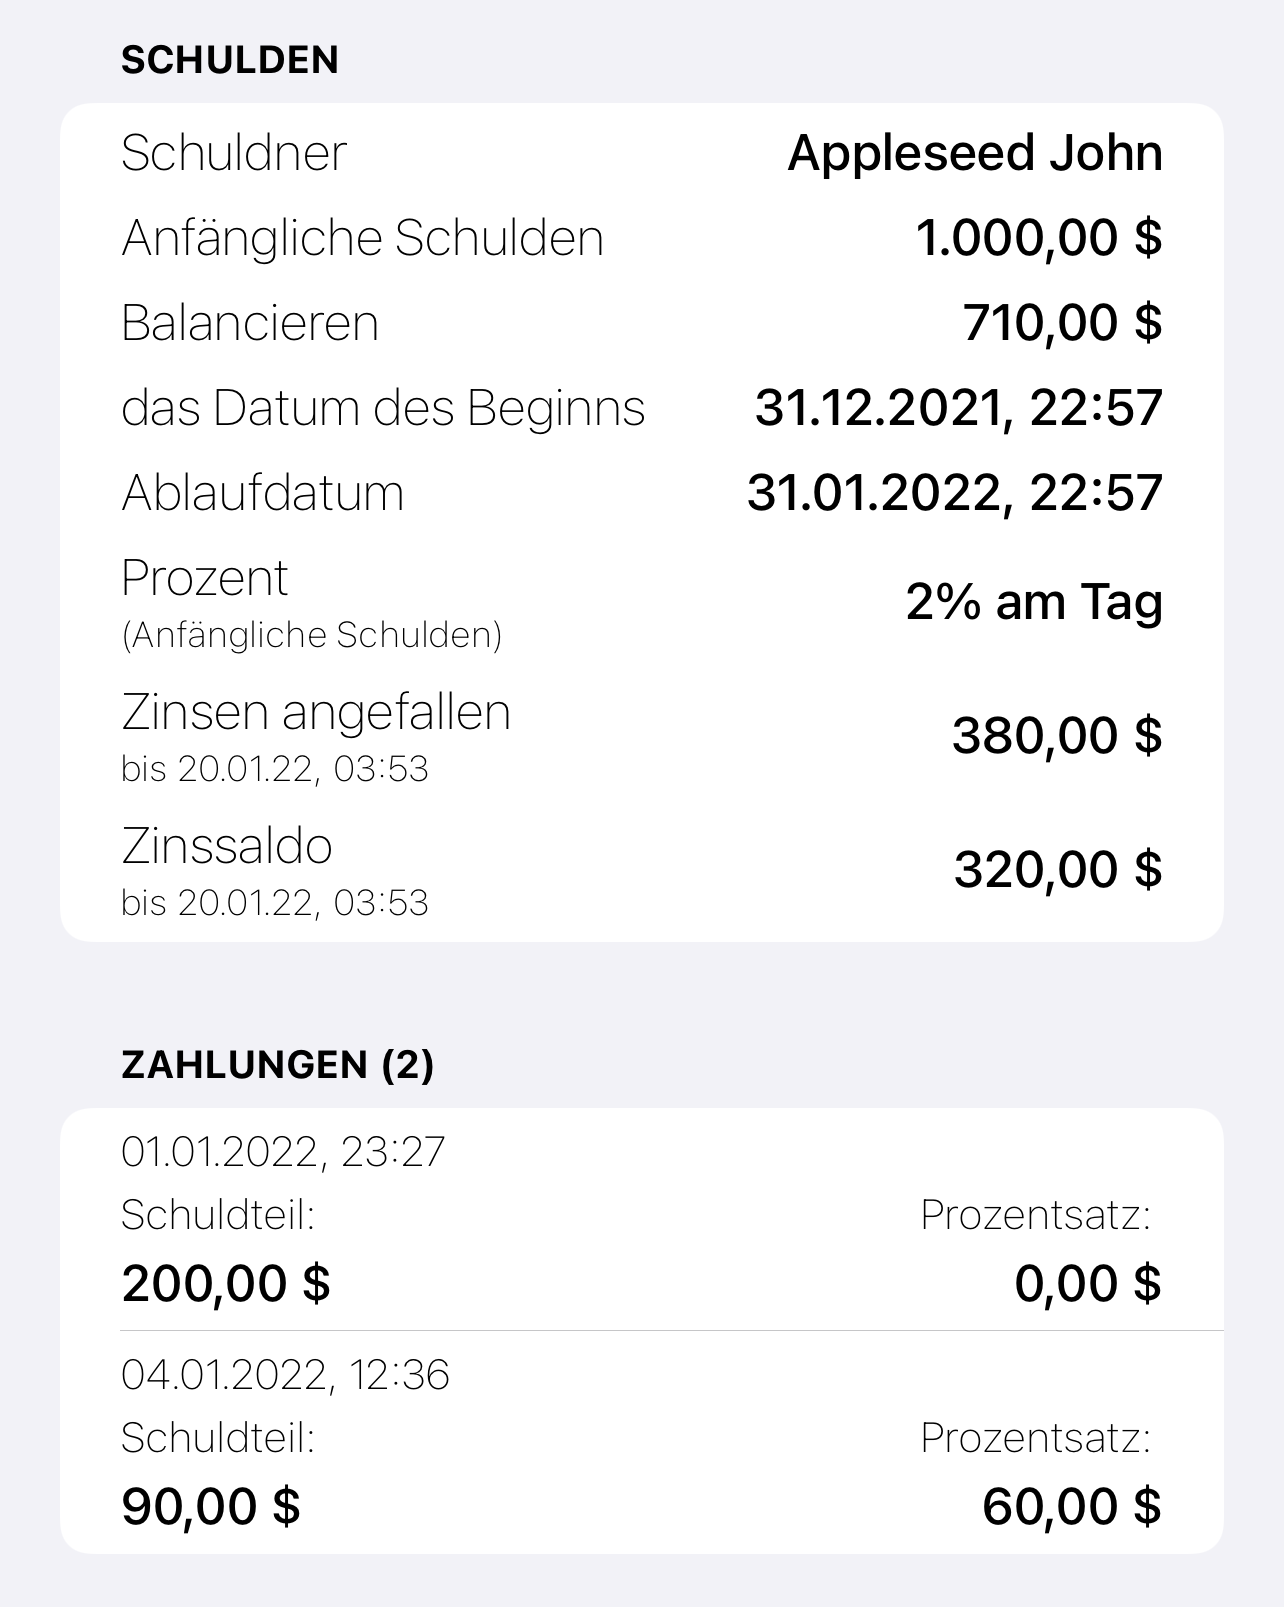 SCHULDEN
Schuldner Appleseed John
Anfängliche Schulden 1.000,00 $
Balancieren 710,00 $
das Datum des Beginns 31.12.2021, 22:57
Ablaufdatum 31.01.2022, 22:57
Prozent
(Anfängliche Schulden) 2% am Tag
Zinsen angefallen
bis 20.01.22, 03:53 380,00 $
Zinssaldo
bis 20.01.22, 03:53 320,00 $
ZAHLUNGEN (2)
01.01.2022, 23:27
Schuldteil: Prozentsatz:
200,00 $ 0,00 $
04.01.2022, 12:36
Schuldteil: Prozentsatz:
90,00 $ 60,00 $